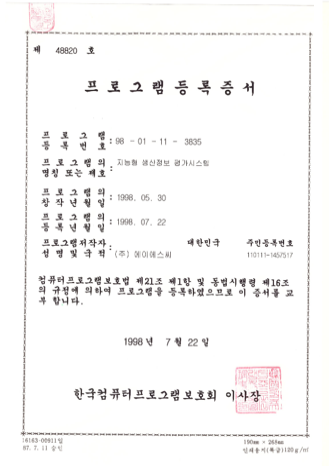 제 48820 호
프 로 그 램 등 록 증 서
프 로 그 램
등 록 번 호 : 98 - 01 - 11 - 3835
프 로 그 램 의
명칭 또는 제호 : 지능형 생산정보 평가시스템
프 로 그 램 의
창 작 년 월 일 : 1998. 05. 30
프 로 그 램 의
등 록 년 월 일 : 1998. 07. 22
프로그램저작자 대한민국 주민등록번호
성 명 및 국 적 : (주) 에이에스씨 110111-1457517
컴퓨터프로그램보호법 제21조 제1항 및 동법시행령 제16조
의 규정에 의하여 프로그램을 등록하였으므로 이 증서를 교
부 합니다.
1998 년 7 월 22 일
한국컴퓨터프로그램보호회 이사장
16163-00911일 190mm × 268mm
87. 7. 11 승인 인쇄용지(특급)120g/㎡